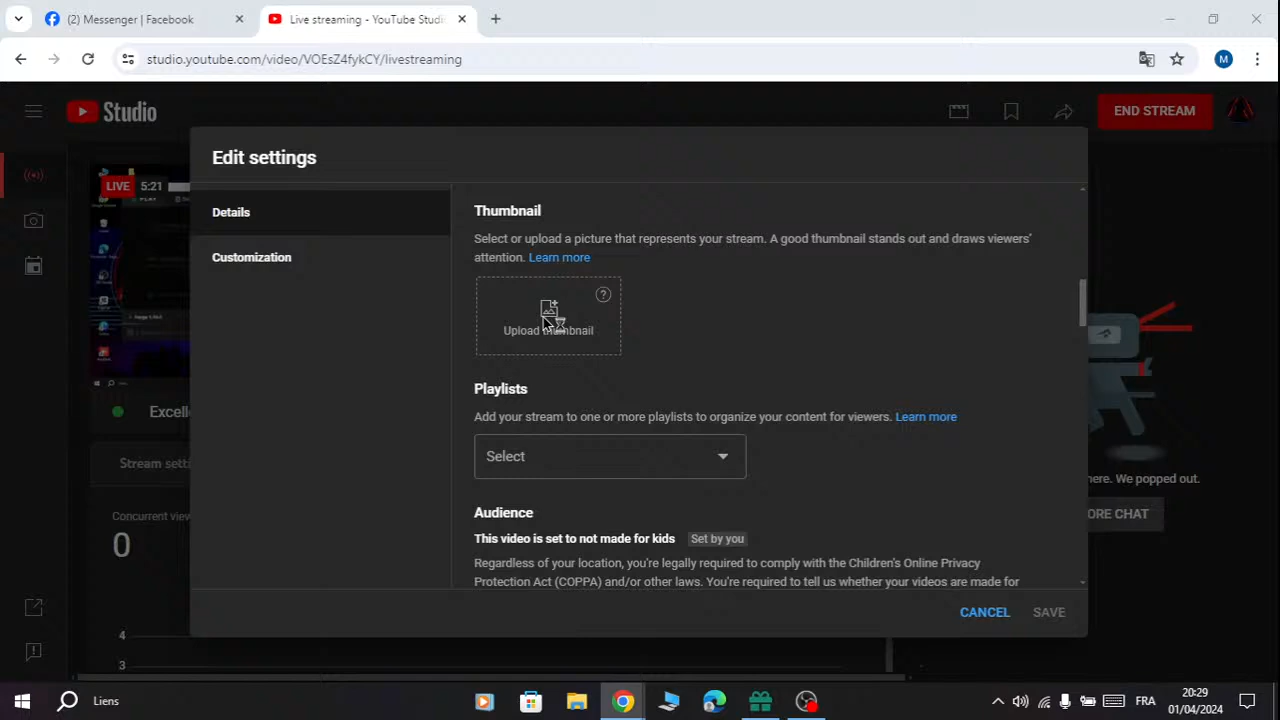 (2) Messenger | Facebook
Live streaming - YouTube Studi
studio.youtube.com/video/VOEsZ4fykCY/livestreaming
M
Studio
END STREAM
Edit settings
LIVE 5:21
Details
Customization
Thumbnail
Select or upload a picture that represents your stream. A good thumbnail stands out and draws viewers'
attention. Learn more
?
Upload thumbnail
Playlists
Add your stream to one or more playlists to organize your content for viewers. Learn more
Select
Audience
This video is set to not made for kids Set by you
Regardless of your location, you're legally required to comply with the Children's Online Privacy
Protection Act (COPPA) and/or other laws. You're required to tell us whether your videos are made for
CANCEL SAVE
Excelle
Stream setti
Concurrent view
0
4
3
here. We popped out.
ORE CHAT
Liens
FRA
20:29
01/04/2024